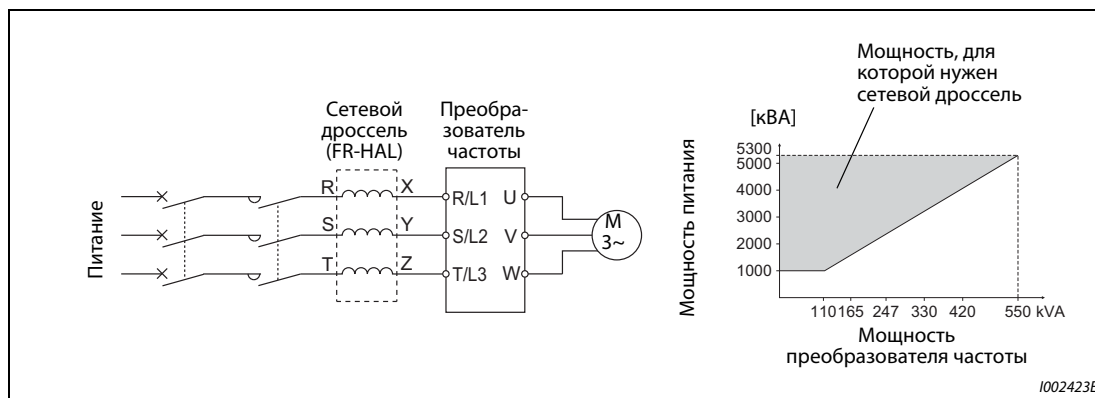 Питание
Сетевой
дроссель
(FR-HAL)
Преобра-
зователь
частоты
R
X
R/L1
U
S
Y
S/L2
V
T
Z
T/L3
W
M
3~
Мощность, для
которой нужен
сетевой дроссель
[кВА]
Мощность питания
5300
5000
4000
3000
2000
1000
110 165 247 330 420 550 kVA
Мощность
преобразователя частоты
I002423E